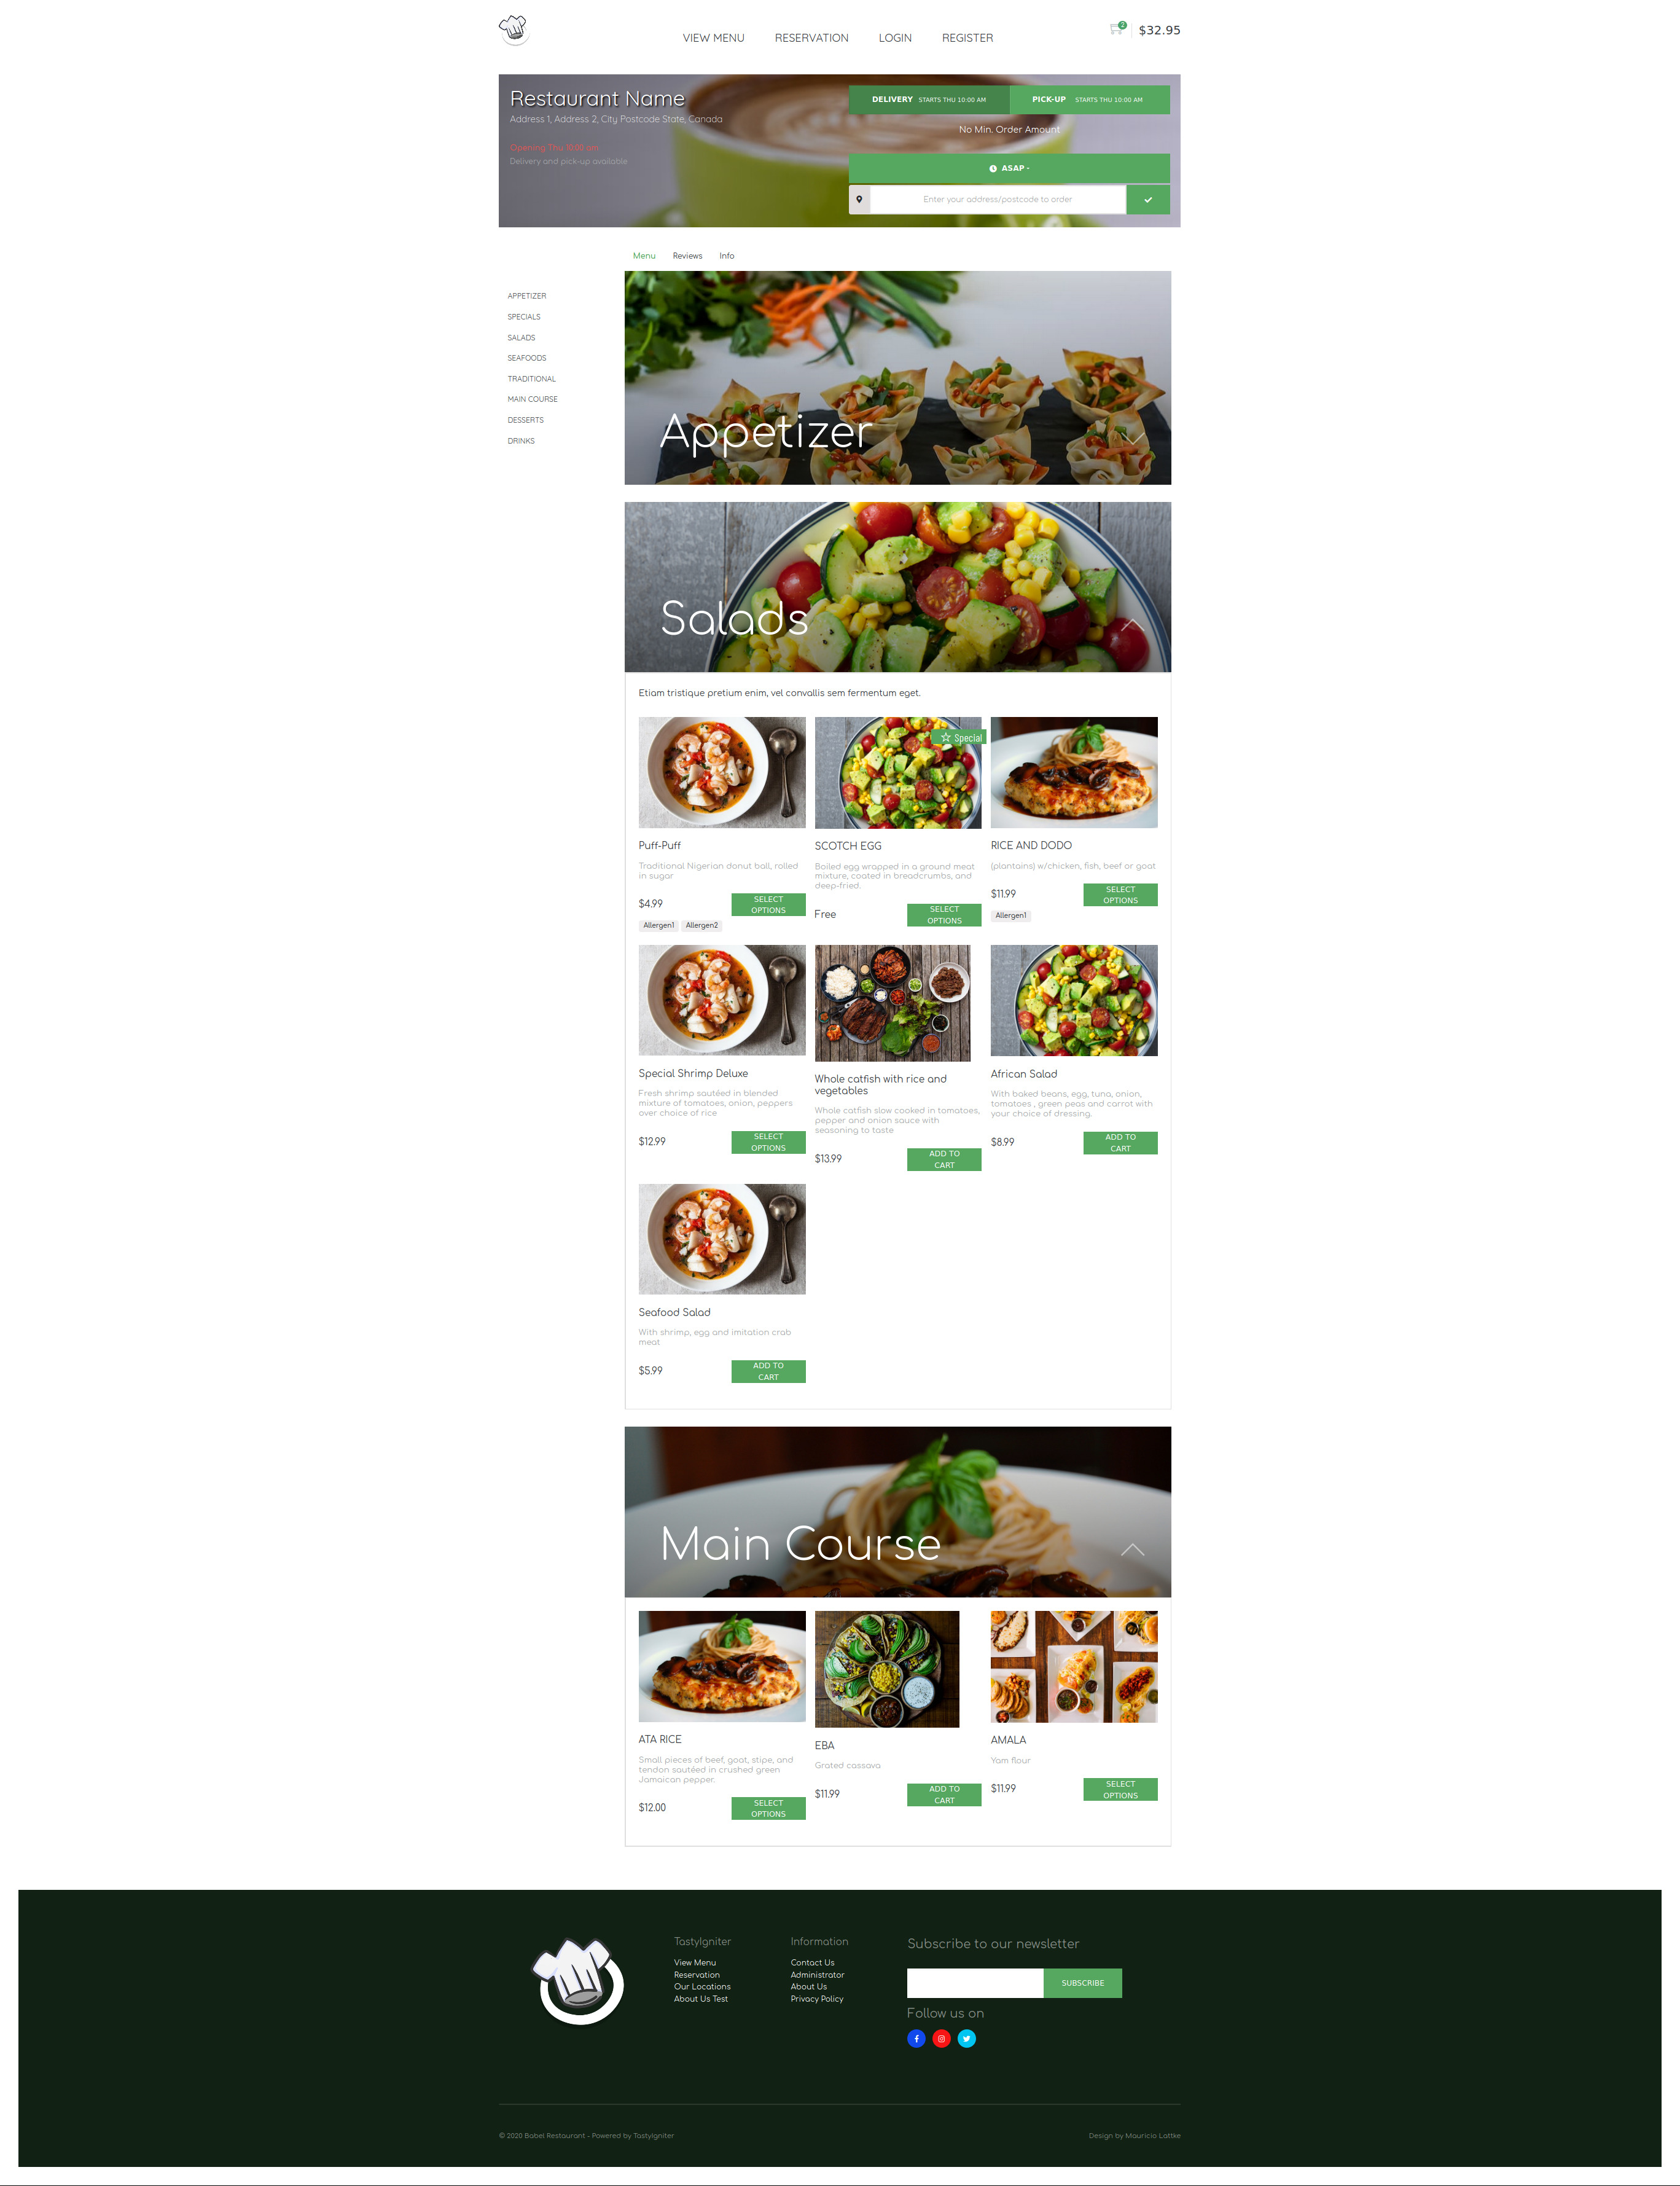 VIEW MENU RESERVATION LOGIN REGISTER
2 $32.95
Restaurant Name
Address 1, Address 2, City Postcode State, Canada
Opening Thu 10:00 am
Delivery and pick-up available
DELIVERY STARTS THU 10:00 AM
PICK-UP STARTS THU 10:00 AM
No Min. Order Amount
ASAP -
Enter your address/postcode to order
Menu Reviews Info
APPETIZER
SPECIALS
SALADS
SEAFOODS
TRADITIONAL
MAIN COURSE
DESSERTS
DRINKS
Appetizer
Salads
Etiam tristique pretium enim, vel convallis sem fermentum eget.
Puff-Puff
Traditional Nigerian donut ball, rolled
in sugar
$4.99
SELECT
OPTIONS
Allergen1 Allergen2
Special
SCOTCH EGG
Boiled egg wrapped in a ground meat
mixture, coated in breadcrumbs, and
deep-fried.
Free
SELECT
OPTIONS
RICE AND DODO
(plantains) w/chicken, fish, beef or goat
$11.99
SELECT
OPTIONS
Allergen1
Special Shrimp Deluxe
Fresh shrimp sautéed in blended
mixture of tomatoes, onion, peppers
over choice of rice
$12.99
SELECT
OPTIONS
Whole catfish with rice and
vegetables
Whole catfish slow cooked in tomatoes,
pepper and onion sauce with
seasoning to taste
$13.99
ADD TO
CART
African Salad
With baked beans, egg, tuna, onion,
tomatoes , green peas and carrot with
your choice of dressing.
$8.99
ADD TO
CART
Seafood Salad
With shrimp, egg and imitation crab
meat
$5.99
ADD TO
CART
Main Course
ATA RICE
Small pieces of beef, goat, stipe, and
tendon sautéed in crushed green
Jamaican pepper.
$12.00
SELECT
OPTIONS
EBA
Grated cassava
$11.99
ADD TO
CART
AMALA
Yam flour
$11.99
SELECT
OPTIONS
TastyIgniter
View Menu
Reservation
Our Locations
About Us Test
Information
Contact Us
Administrator
About Us
Privacy Policy
Subscribe to our newsletter
SUBSCRIBE
Follow us on
© 2020 Babel Restaurant - Powered by TastyIgniter
Design by Mauricio Lattke